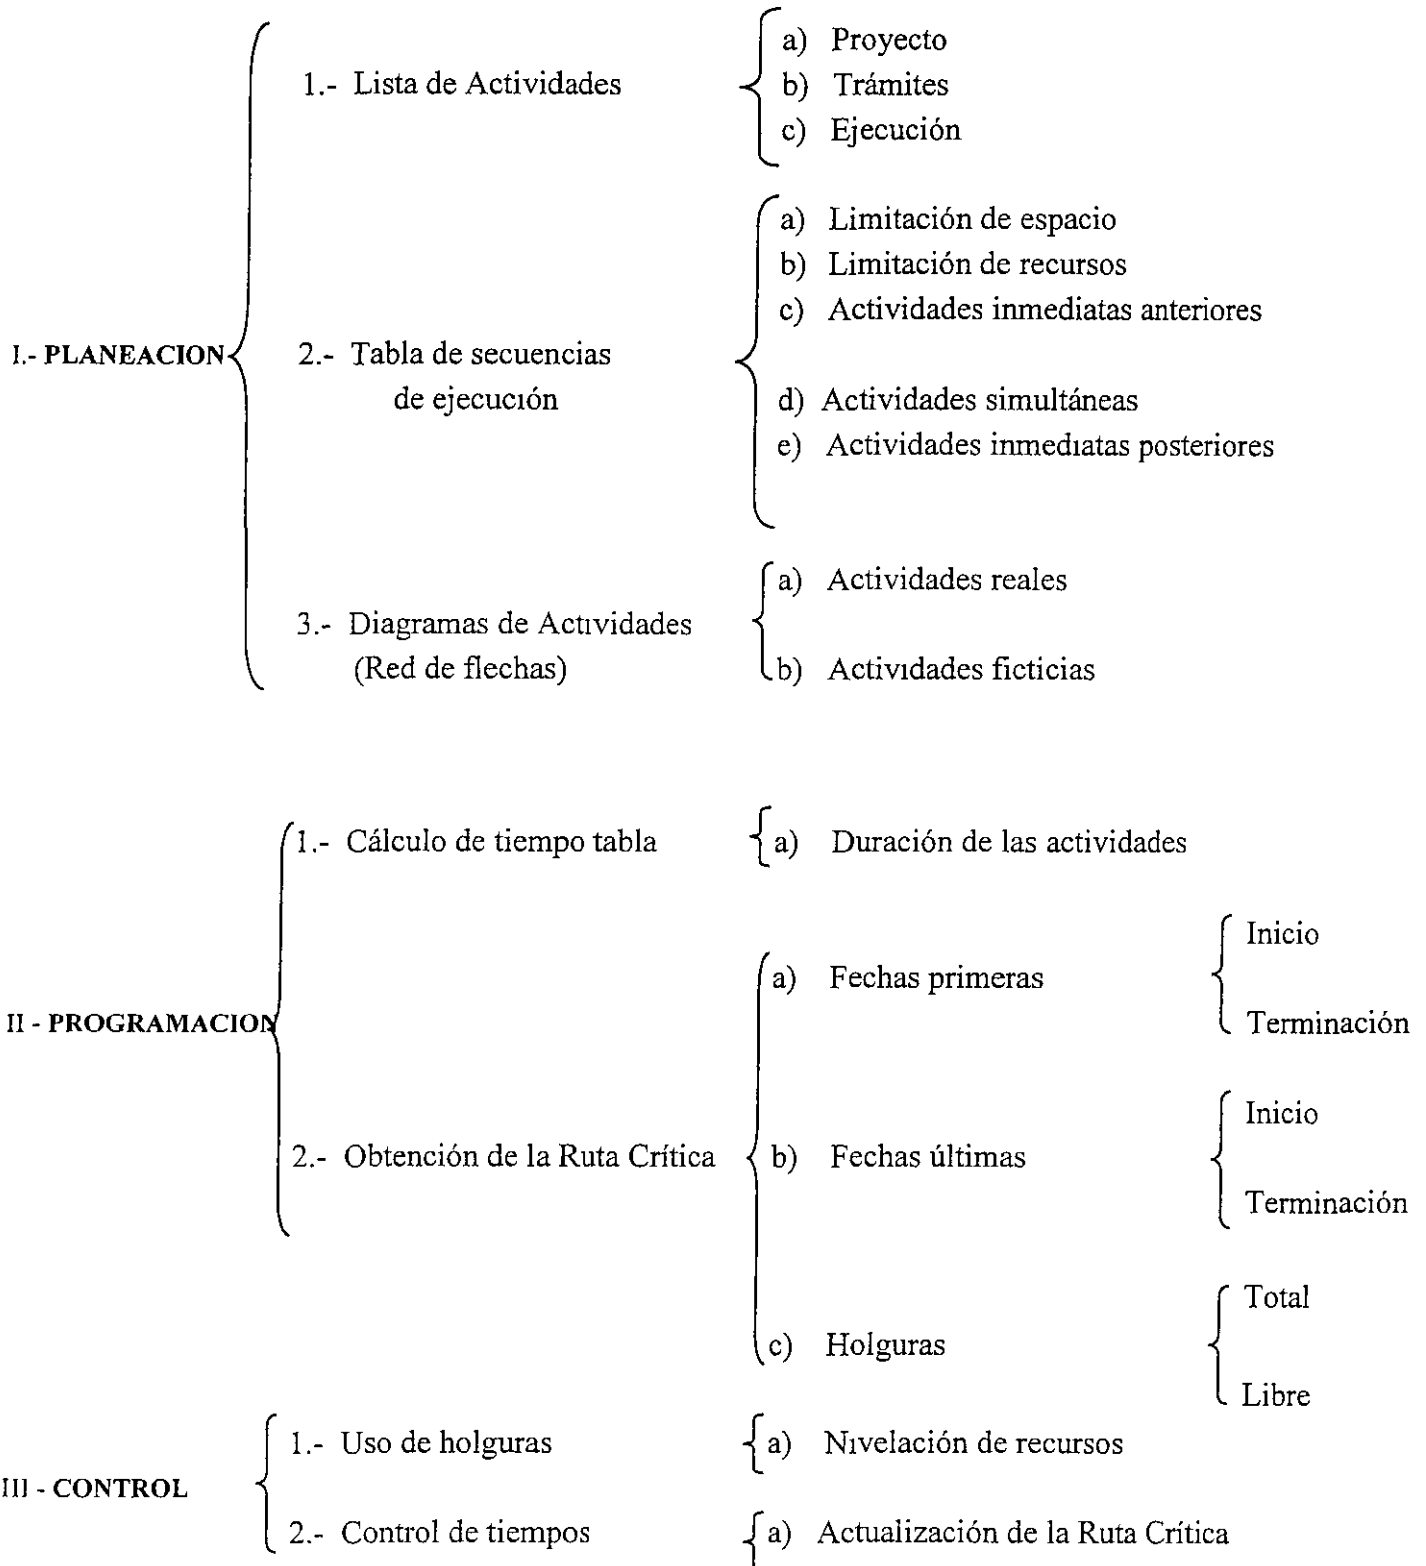 a) Proyecto
1.- Lista de Actividades
b) Trámites
c) Ejecución
a) Limitación de espacio
b) Limitación de recursos
c) Actividades inmediatas anteriores
I.- PLANEACION
2.- Tabla de secuencias
de ejecución
d) Actividades simultáneas
e) Actividades inmediatas posteriores
a) Actividades reales
3.- Diagramas de Actividades
(Red de flechas)
b) Actividades ficticias
1.- Cálculo de tiempo tabla
a) Duración de las actividades
Inicio
a) Fechas primeras
Terminación
II - PROGRAMACION
Inicio
2.- Obtención de la Ruta Crítica
b) Fechas últimas
Terminación
Total
c) Holguras
Libre
1.- Uso de holguras
a) Nivelación de recursos
III - CONTROL
2.- Control de tiempos
a) Actualización de la Ruta Crítica